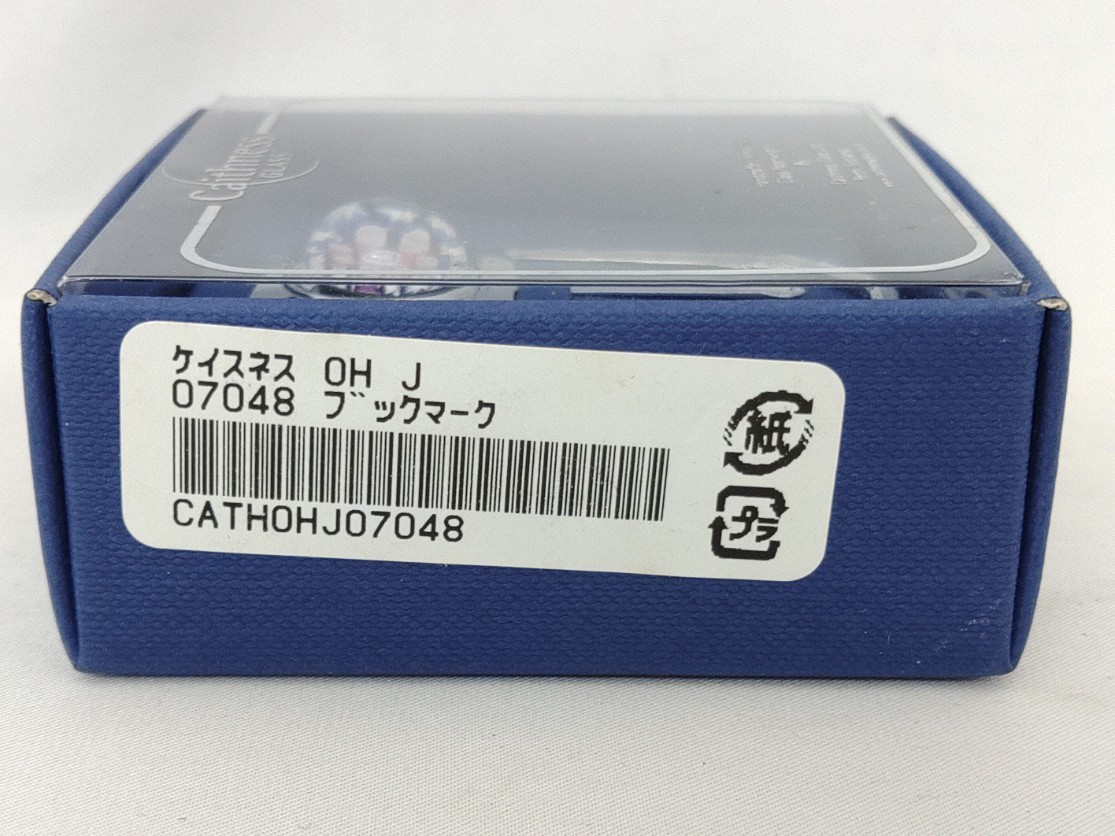 Caithness
GLASS
ケイスネス OH J
07048 ブックマーク
CATHOHJ07048
紙
プラ